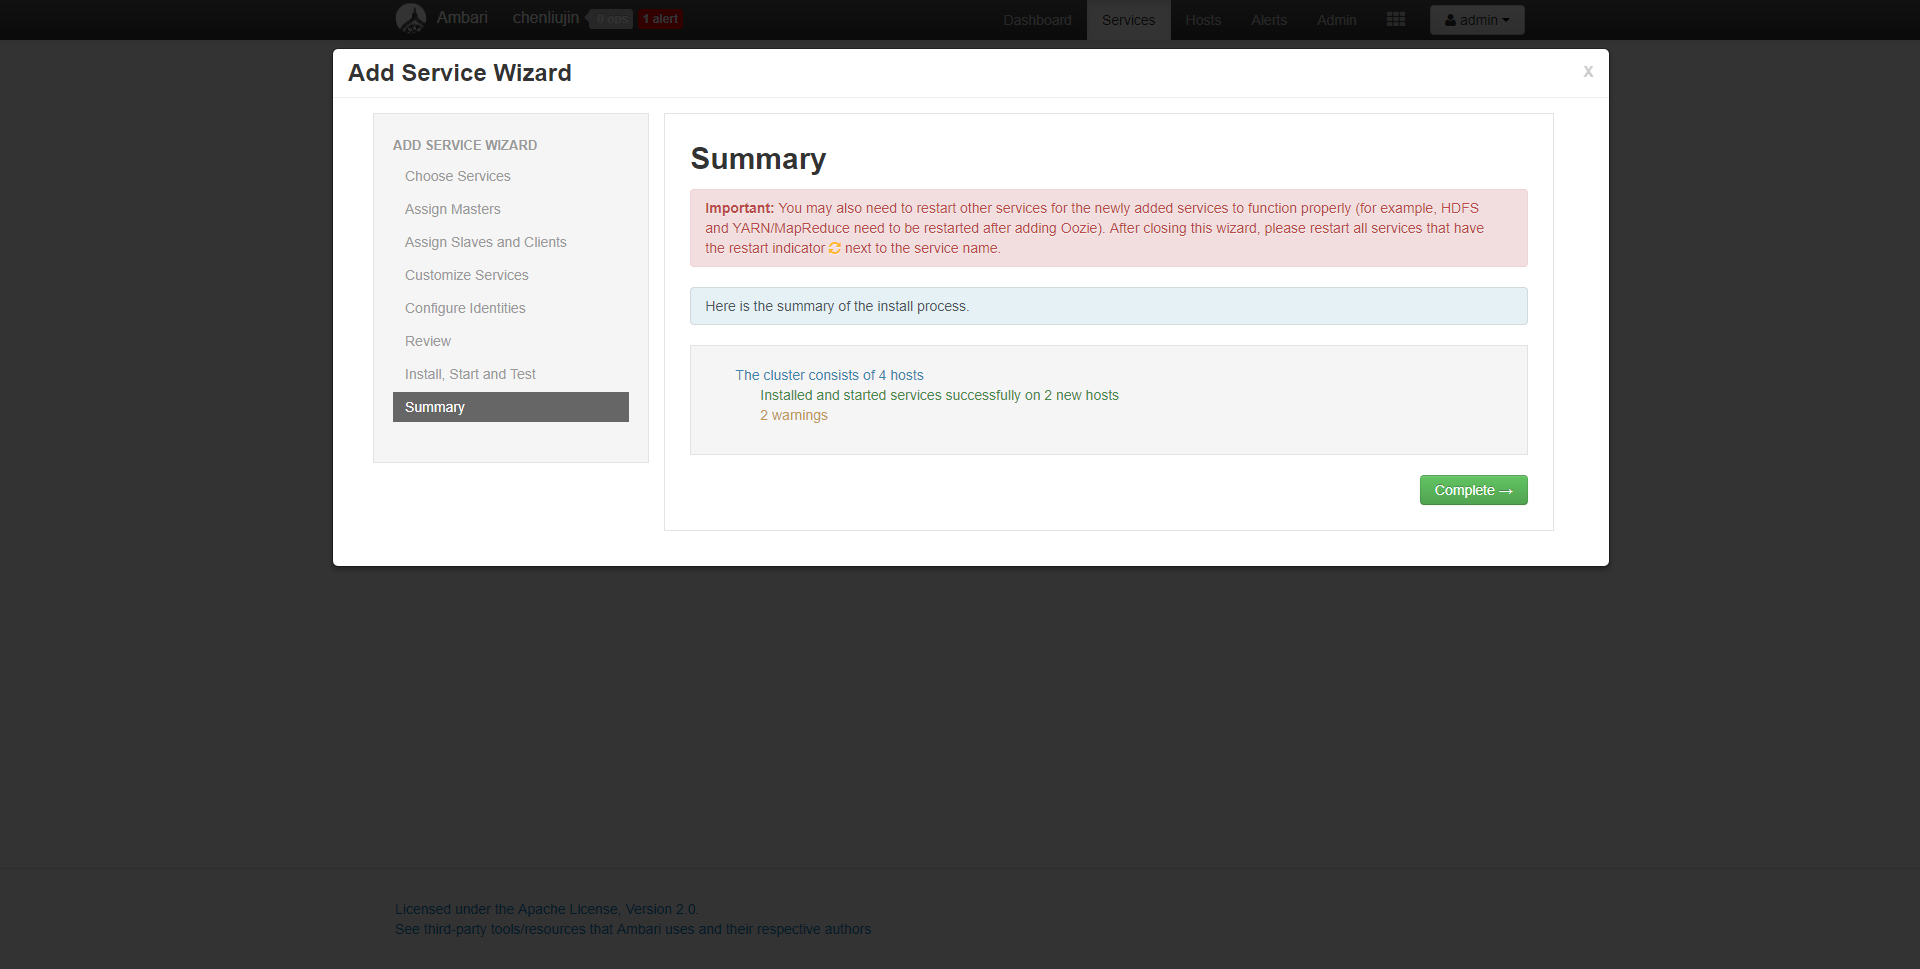 Ambari chenliujin 0 ops 1 alert Dashboard Services Hosts Alerts Admin admin
Add Service Wizard x
ADD SERVICE WIZARD
Choose Services
Assign Masters
Assign Slaves and Clients
Customize Services
Configure Identities
Review
Install, Start and Test
Summary
Summary
Important: You may also need to restart other services for the newly added services to function properly (for example, HDFS
and YARN/MapReduce need to be restarted after adding Oozie). After closing this wizard, please restart all services that have
the restart indicator next to the service name.
Here is the summary of the install process.
The cluster consists of 4 hosts
Installed and started services successfully on 2 new hosts
2 warnings
Complete →
Licensed under the Apache License, Version 2.0.
See third-party tools/resources that Ambari uses and their respective authors